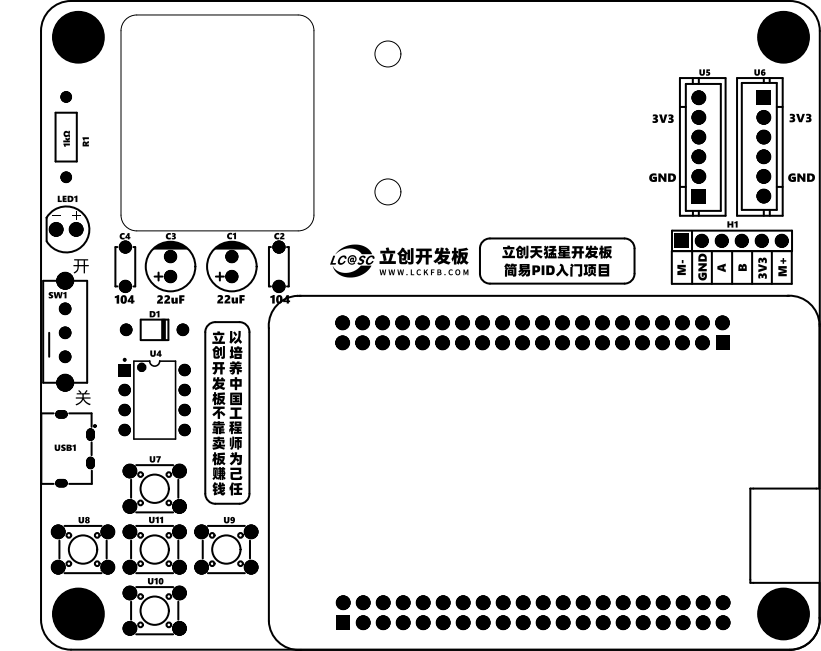 U5
U6
3V3
3V3
1kΩ
R1
GND
GND
LED1
H1
C4
C3
C1
C2
开
LC@SC 立创开发板
WWW.LCKFB.COM
立创天猛星开发板
简易PID入门项目
M-
GND
A
B
3V3
M+
SW1
104
22uF
22uF
104
D1
U4
以培养中国工程师为己任
立创开发板不靠卖板赚钱
关
USB1
U7
U8
U11
U9
U10